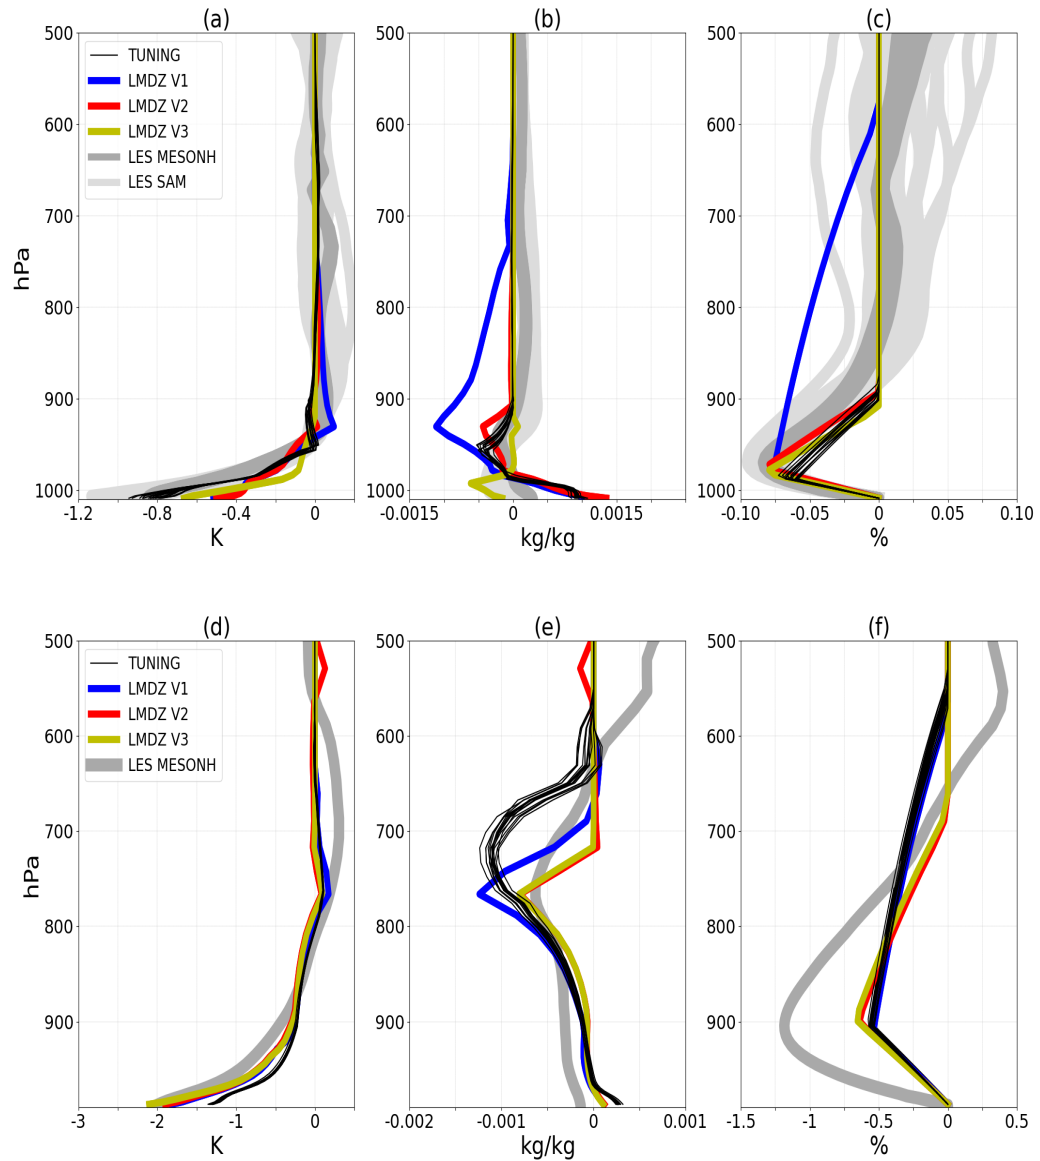 (a) (b) (c)
500 500 500
TUNING
LMDZ V1
LMDZ V2
LMDZ V3
LES MESONH
LES SAM
600 600 600
700 700 700
hPa
800 800 800
900 900 900
1000 1000 1000
-1.2 -0.8 -0.4 0 -0.0015 0 0.0015 -0.10 -0.05 0 0.05 0.10
K kg/kg %
(d) (e) (f)
500 500 500
TUNING
LMDZ V1
LMDZ V2
LMDZ V3
LES MESONH
600 600 600
700 700 700
hPa
800 800 800
900 900 900
-3 -2 -1 0 -0.002 -0.001 0 0.001 -1.5 -1 -0.5 0 0.5
K kg/kg %